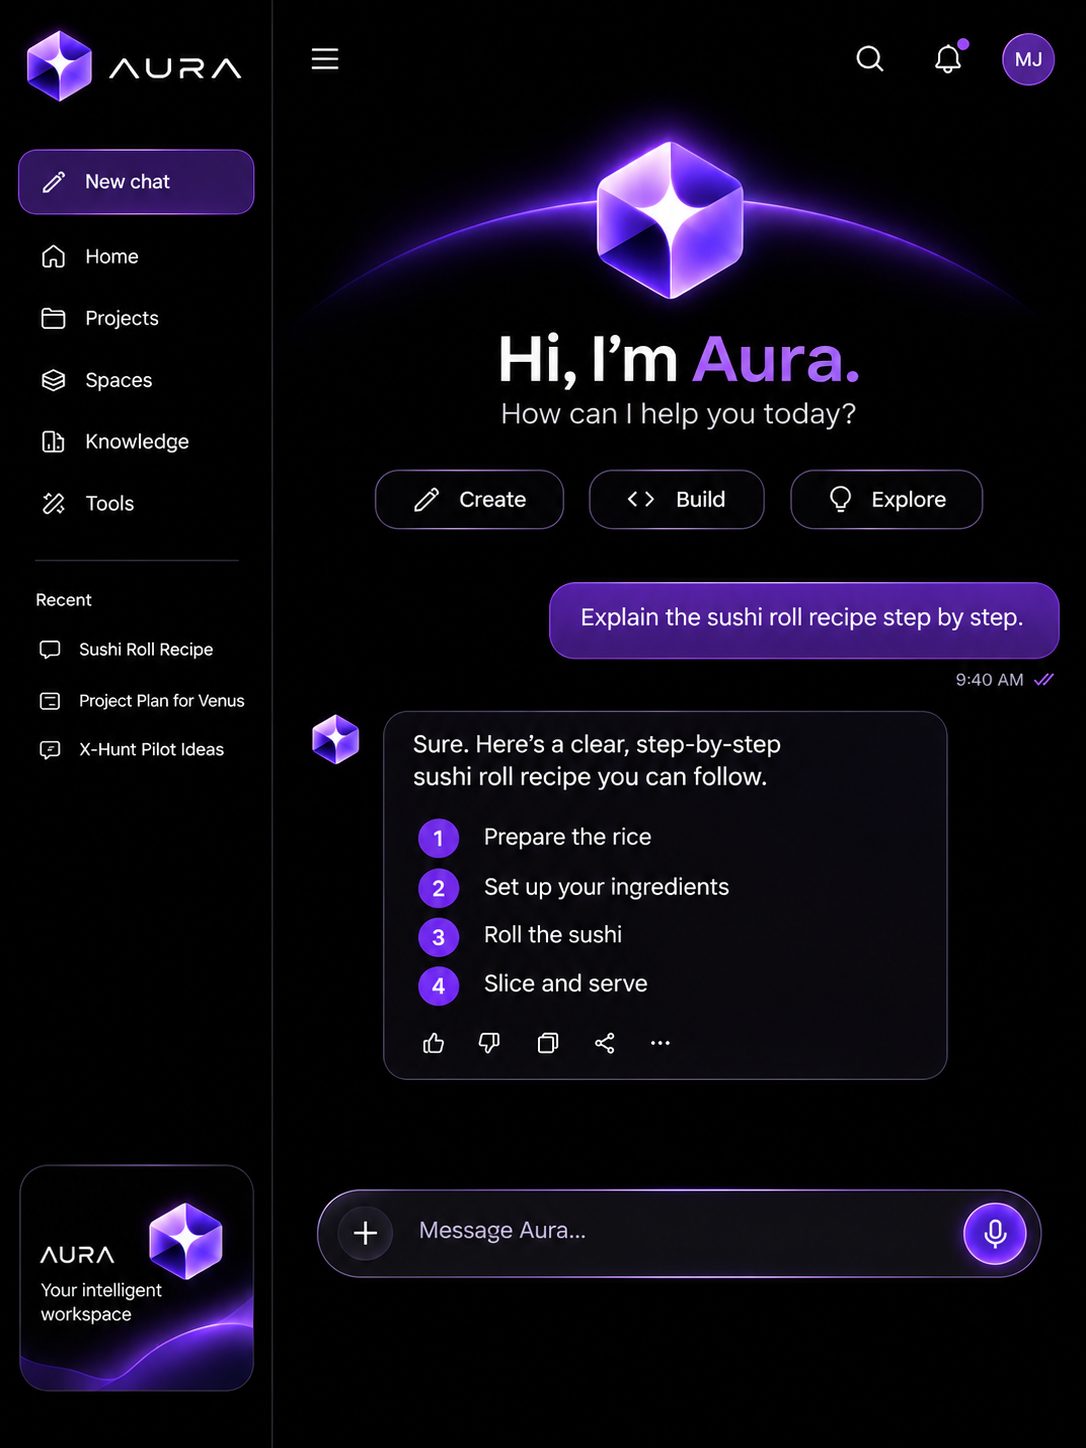 AURA
New chat
Home
Projects
Spaces
Knowledge
Tools
Recent
Sushi Roll Recipe
Project Plan for Venus
X-Hunt Pilot Ideas
AURA
Your intelligent
workspace
MJ
Hi, I’m Aura.
How can I help you today?
Create
Build
Explore
Explain the sushi roll recipe step by step.
9:40 AM
Sure. Here’s a clear, step-by-step
sushi roll recipe you can follow.
1 Prepare the rice
2 Set up your ingredients
3 Roll the sushi
4 Slice and serve
Message Aura...